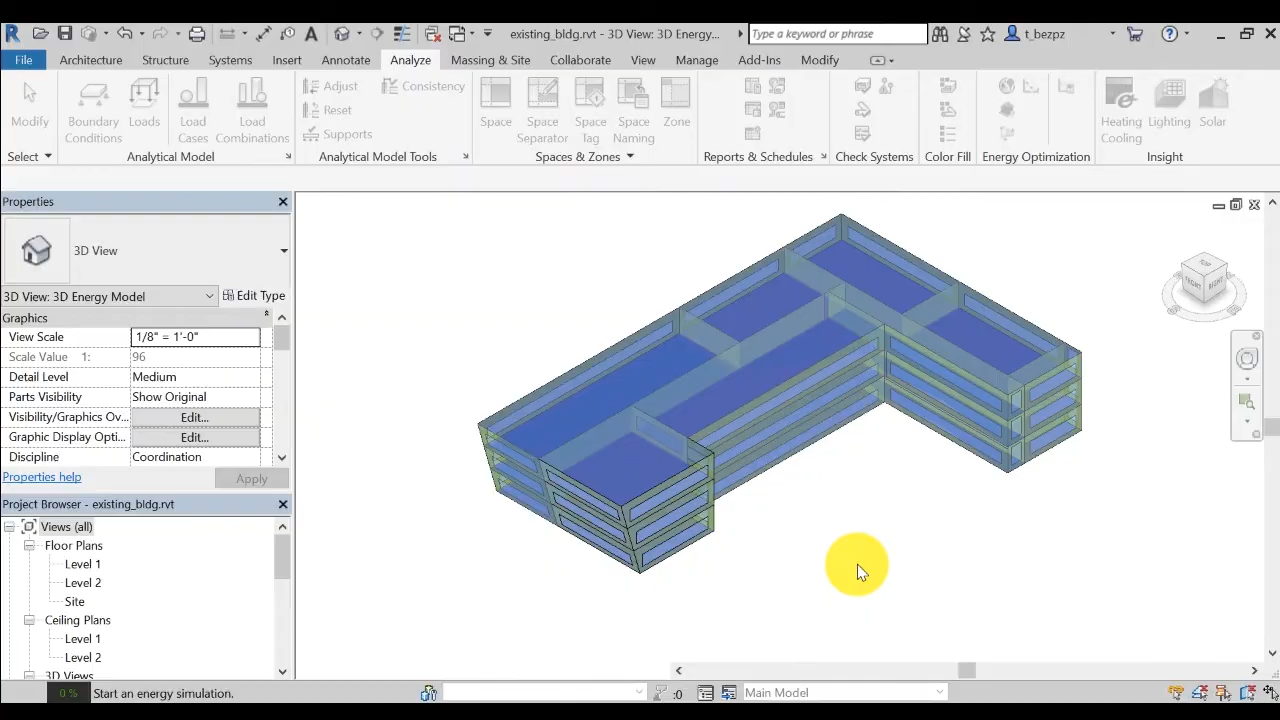 existing_bldg.rvt - 3D View: 3D Energy...
Type a keyword or phrase
t_bezpz
File Architecture Structure Systems Insert Annotate Analyze Massing & Site Collaborate View Manage Add-Ins Modify
Modify
Boundary Conditions
Loads
Load Cases
Load Combinations
Adjust
Reset
Supports
Consistency
Space
Space Separator
Space Tag
Space Naming
Zone
Heating Cooling
Lighting
Solar
Select
Analytical Model
Analytical Model Tools
Spaces & Zones
Reports & Schedules
Check Systems
Color Fill
Energy Optimization
Insight
Properties
3D View
3D View: 3D Energy Model
Edit Type
Graphics
View Scale 1/8" = 1'-0"
Scale Value 1: 96
Detail Level Medium
Parts Visibility Show Original
Visibility/Graphics Ov... Edit...
Graphic Display Opti... Edit...
Discipline Coordination
Properties help Apply
Project Browser - existing_bldg.rvt
Views (all)
Floor Plans
Level 1
Level 2
Site
Ceiling Plans
Level 1
Level 2
3D Views
TOP
FRONT
RIGHT
0 % Start an energy simulation.
:0
Main Model